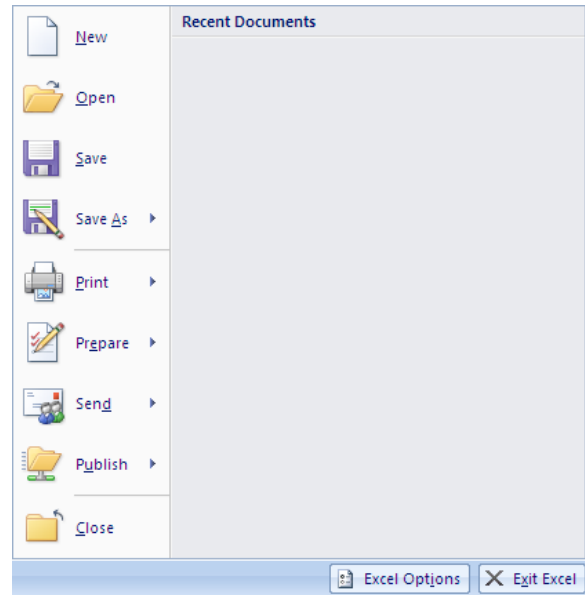 Recent Documents
New
Open
Save
Save As
Print
Prepare
Send
Publish
Close
Excel Options
Exit Excel